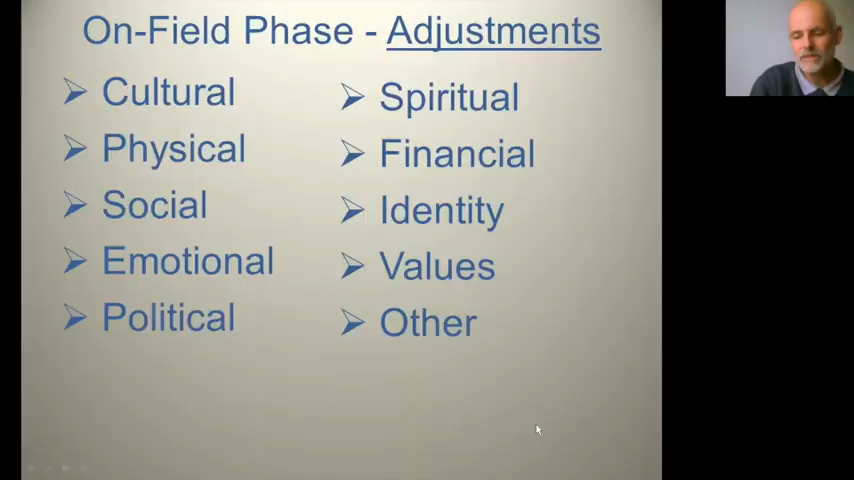 On-Field Phase - Adjustments
Cultural
Physical
Social
Emotional
Political
Spiritual
Financial
Identity
Values
Other